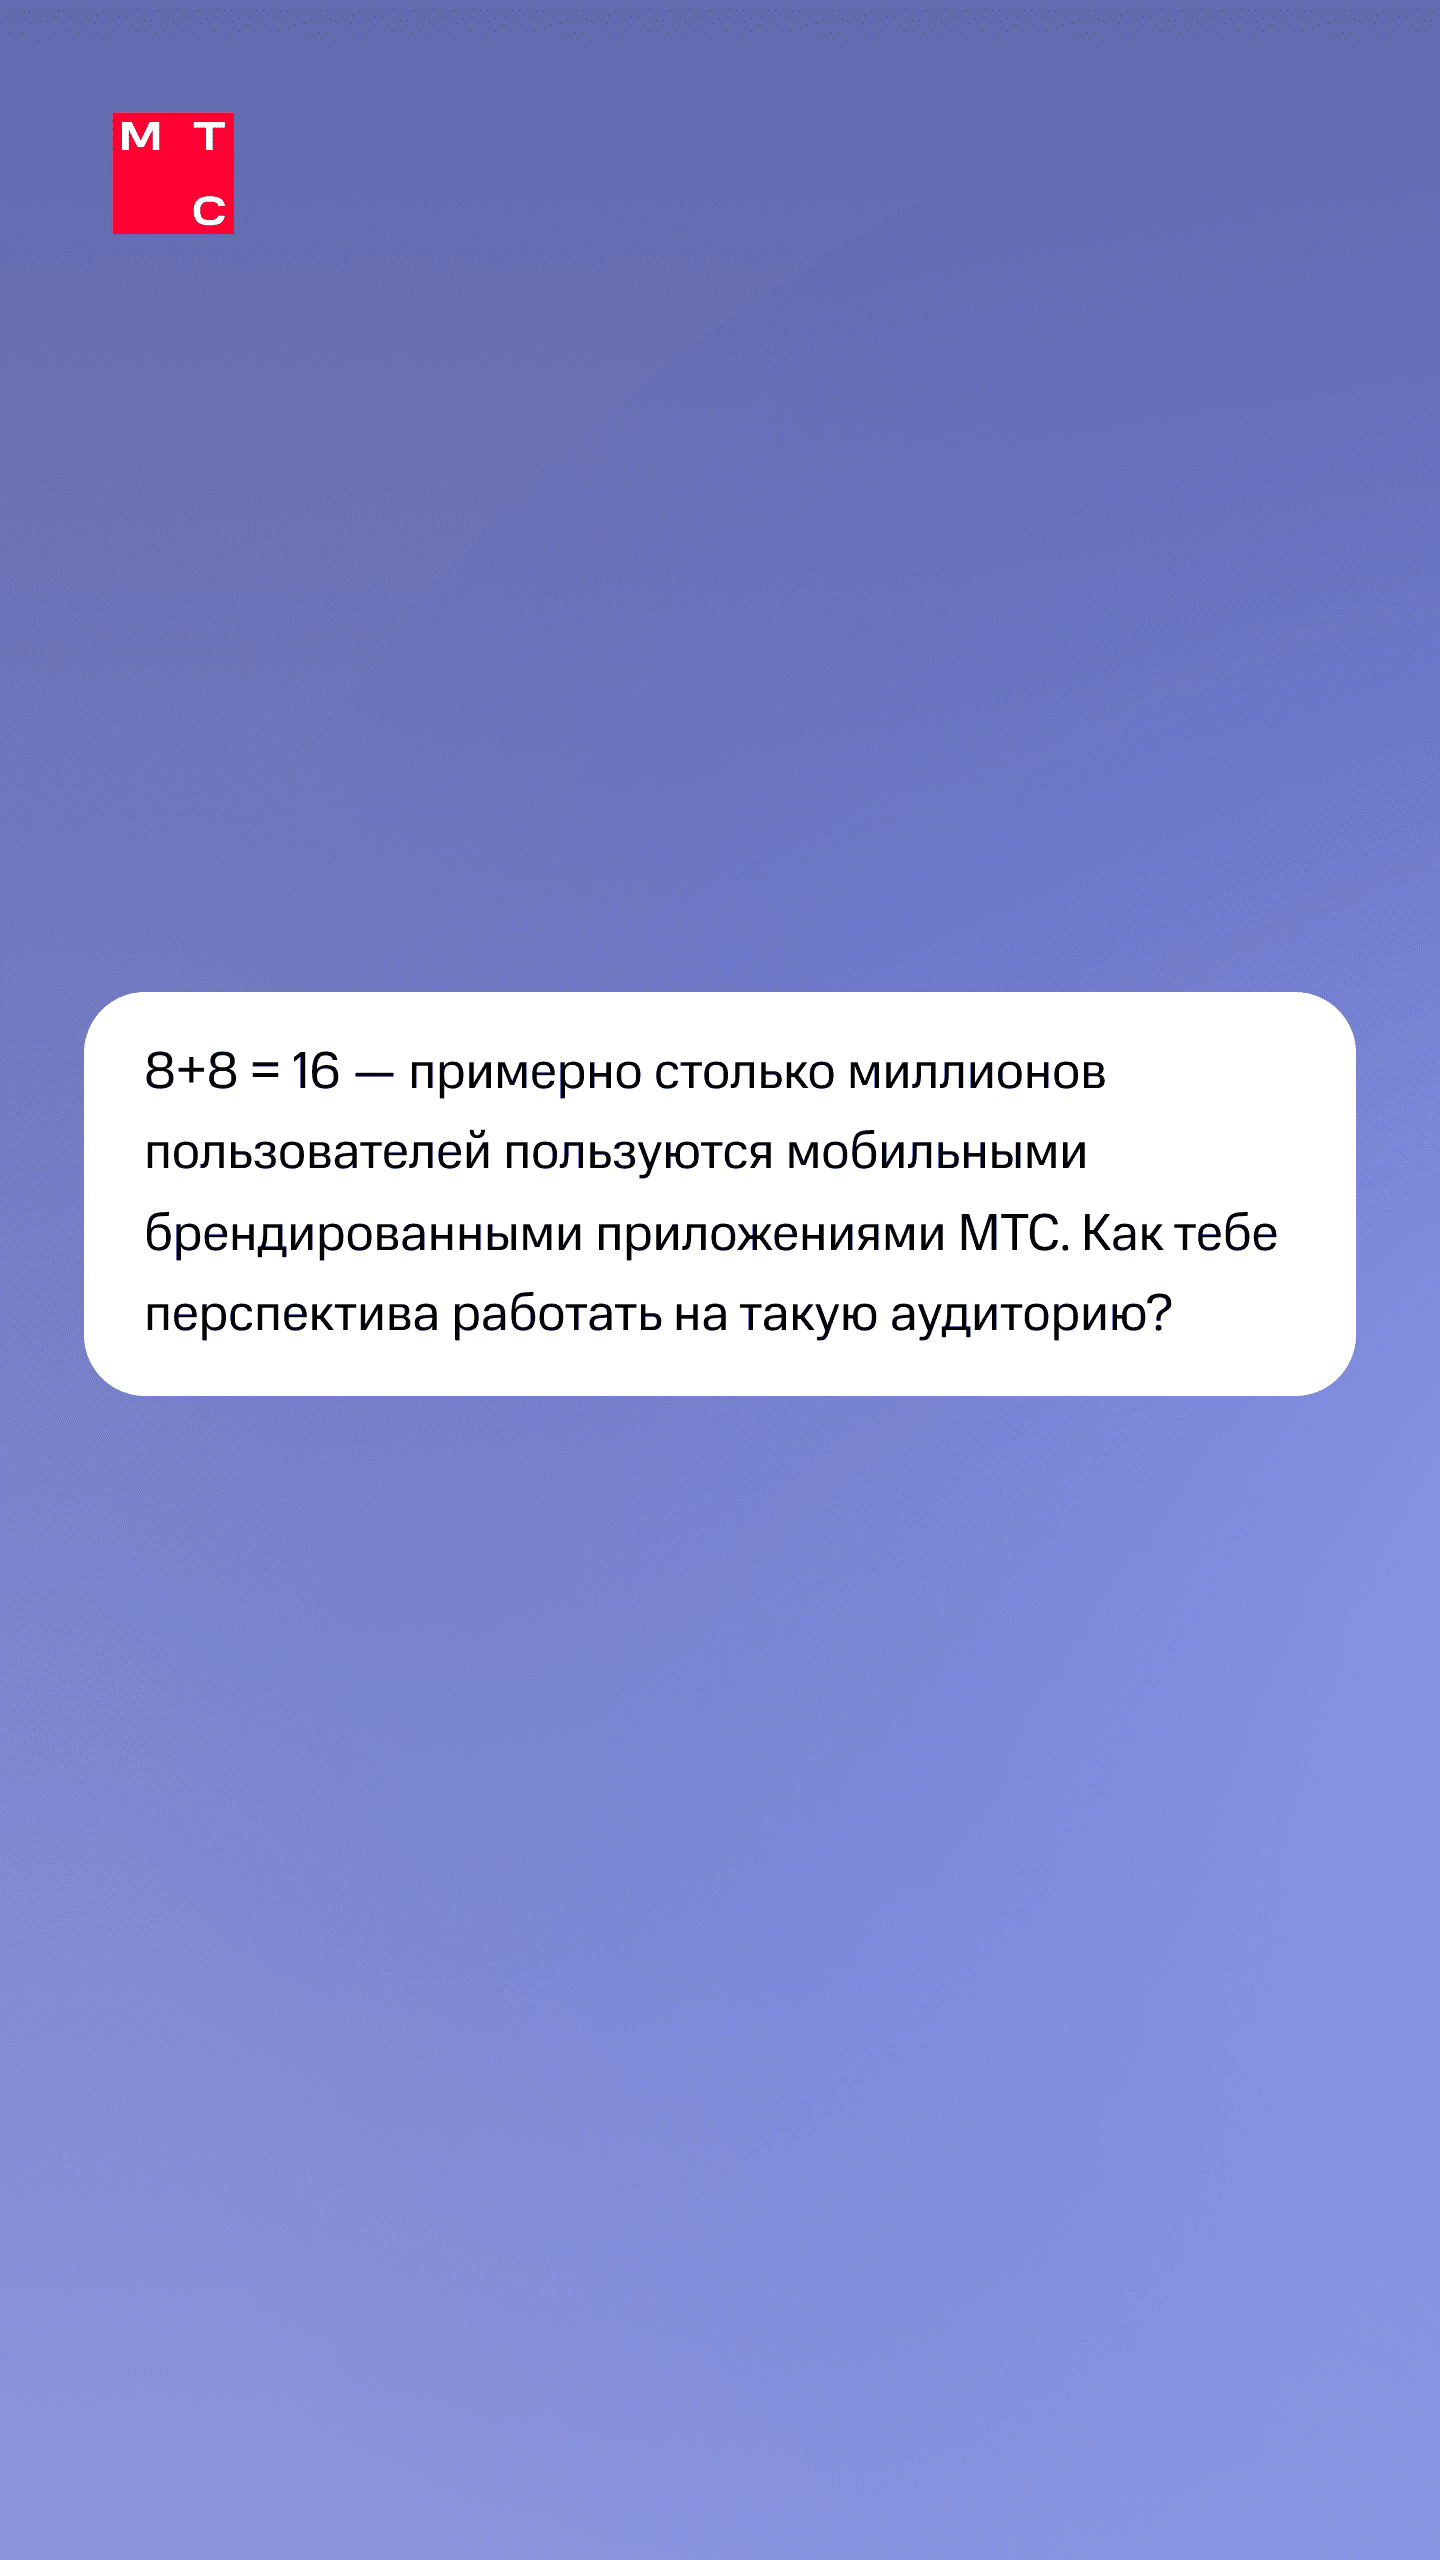 М Т
С
8+8 = 16 — примерно столько миллионов
пользователей пользуются мобильными
брендированными приложениями МТС. Как тебе
перспектива работать на такую аудиторию?